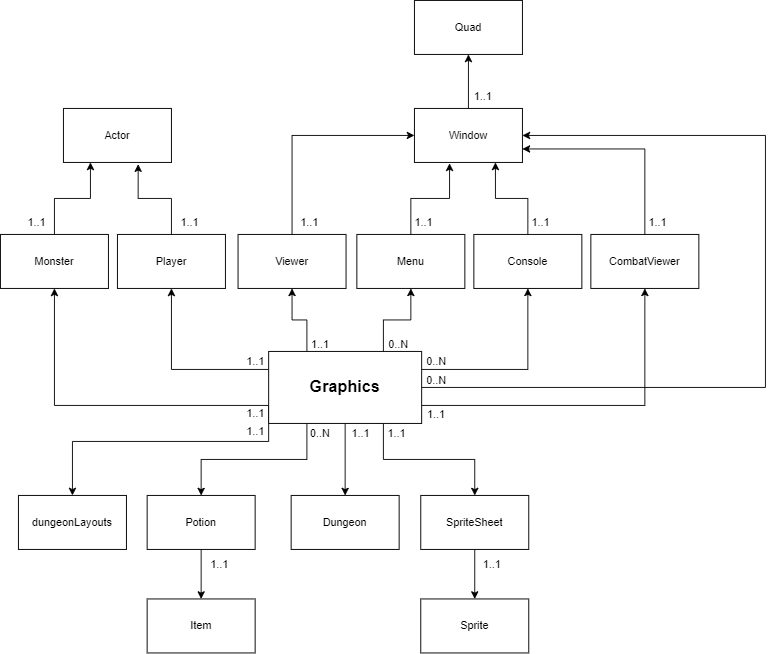 Quad
1..1
Actor
Window
1..1
1..1
1..1
1..1
1..1
1..1
Monster
Player
Viewer
Menu
Console
CombatViewer
1..1
0..N
1..1
0..N
Graphics
0..N
1..1
1..1
1..1
0..N
1..1
1..1
dungeonLayouts
Potion
Dungeon
SpriteSheet
1..1
1..1
Item
Sprite